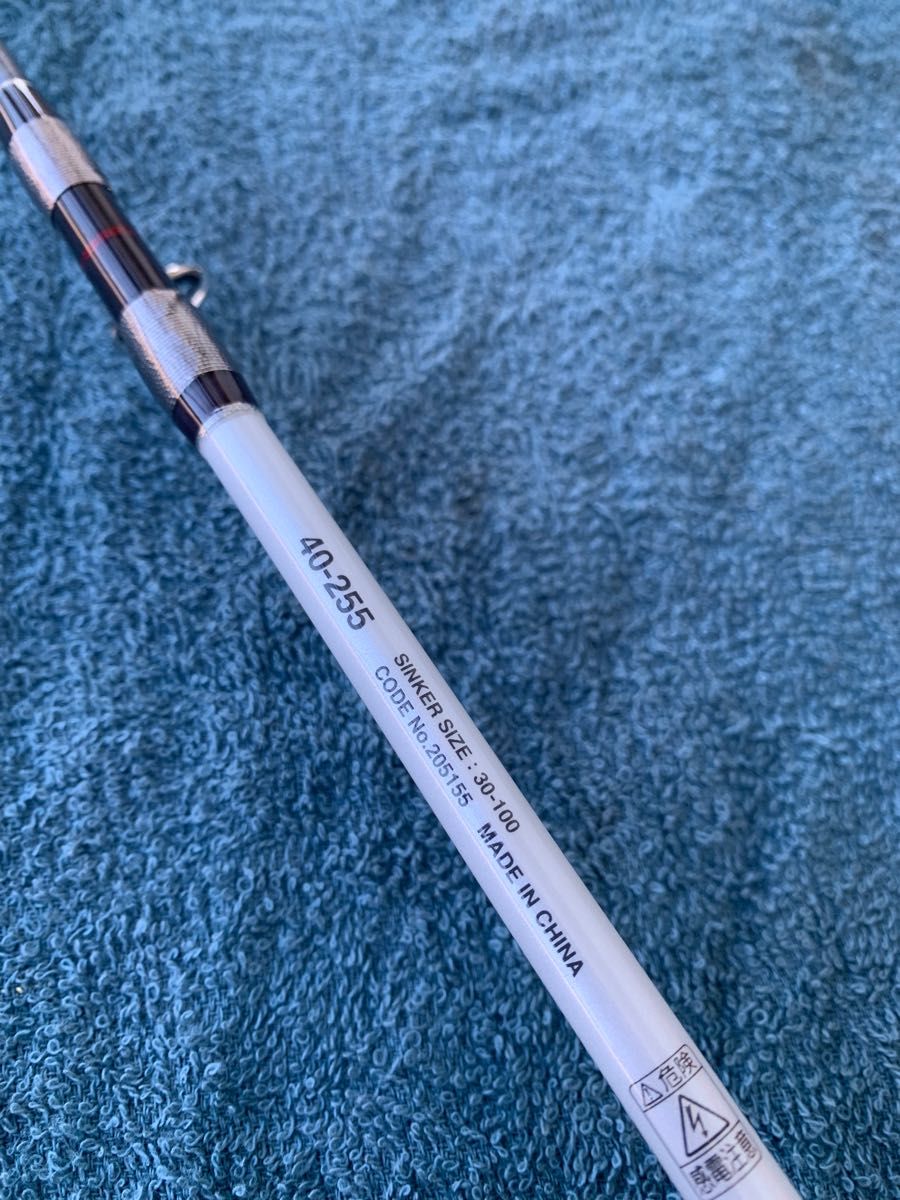 40-255
SINKER SIZE : 30-100
CODE No.205155 MADE IN CHINA
⚠危険
感電注意